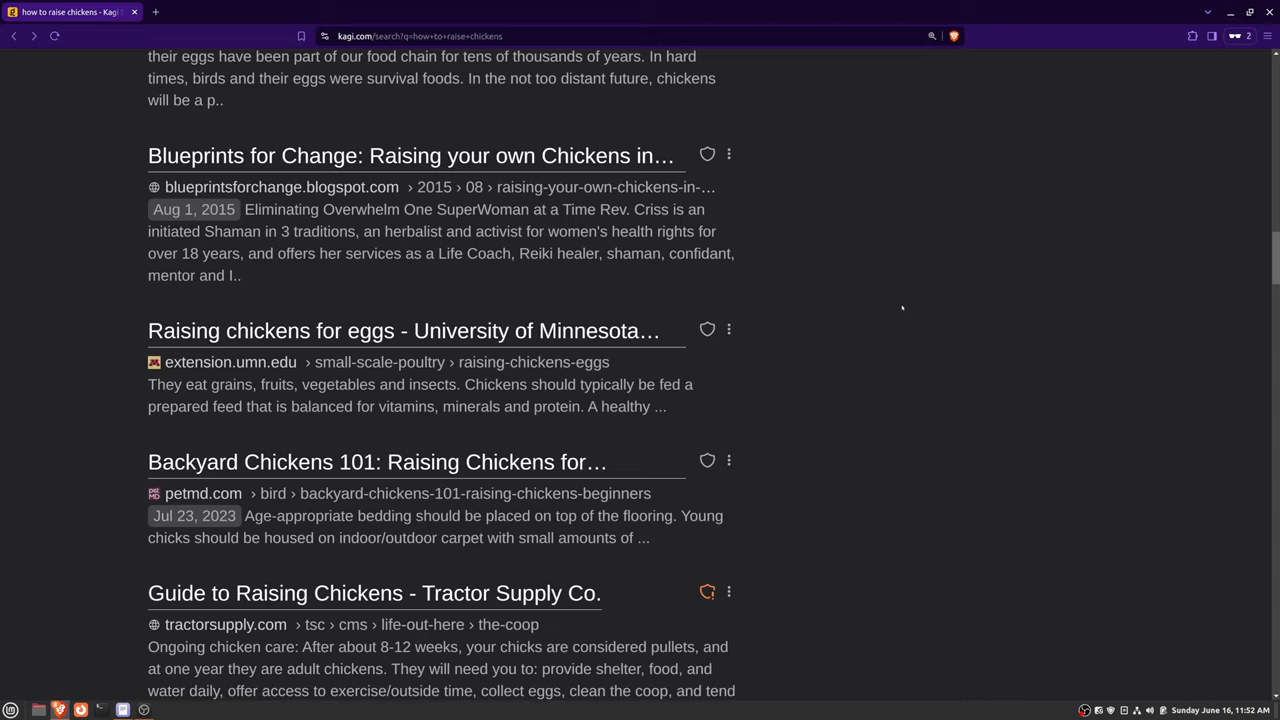 how to raise chickens - Kagi S
kagi.com/search?q=how+to+raise+chickens
2
their eggs have been part of our food chain for tens of thousands of years. In hard
times, birds and their eggs were survival foods. In the not too distant future, chickens
will be a p..
Blueprints for Change: Raising your own Chickens in…
blueprintsforchange.blogspot.com › 2015 › 08 › raising-your-own-chickens-in-…
Aug 1, 2015 Eliminating Overwhelm One SuperWoman at a Time Rev. Criss is an
initiated Shaman in 3 traditions, an herbalist and activist for women's health rights for
over 18 years, and offers her services as a Life Coach, Reiki healer, shaman, confidant,
mentor and I..
Raising chickens for eggs - University of Minnesota…
extension.umn.edu › small-scale-poultry › raising-chickens-eggs
They eat grains, fruits, vegetables and insects. Chickens should typically be fed a
prepared feed that is balanced for vitamins, minerals and protein. A healthy ...
Backyard Chickens 101: Raising Chickens for…
petmd.com › bird › backyard-chickens-101-raising-chickens-beginners
Jul 23, 2023 Age-appropriate bedding should be placed on top of the flooring. Young
chicks should be housed on indoor/outdoor carpet with small amounts of ...
Guide to Raising Chickens - Tractor Supply Co.
tractorsupply.com › tsc › cms › life-out-here › the-coop
Ongoing chicken care: After about 8-12 weeks, your chicks are considered pullets, and
at one year they are adult chickens. They will need you to: provide shelter, food, and
water daily, offer access to exercise/outside time, collect eggs, clean the coop, and tend
Sunday June 16, 11:52 AM